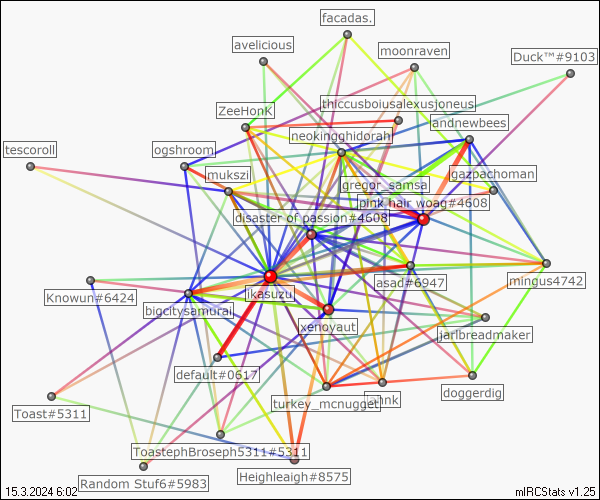 facadas.
avelicious
moonraven
Duck™#9103
ZeeHonK
thiccusboiusalexusjoneus
andnewbees
neokingghidorah
tescoroll
ogshroom
mukszi
gazpachoman
gregor_samsa
pink hair woag#4608
disaster of passion#4608
ikasuzu
asad#6947
mingus4742
Knowun#6424
bigcitysamurai
xenoyaut
jarlbreadmaker
default#0617
doggerdig
turkey_mcnugget
Toast#5311
ToastephBroseph5311#5311
Heighleaigh#8575
Random Stuf6#5983
15.3.2024 6:02
mIRCStats v1.25